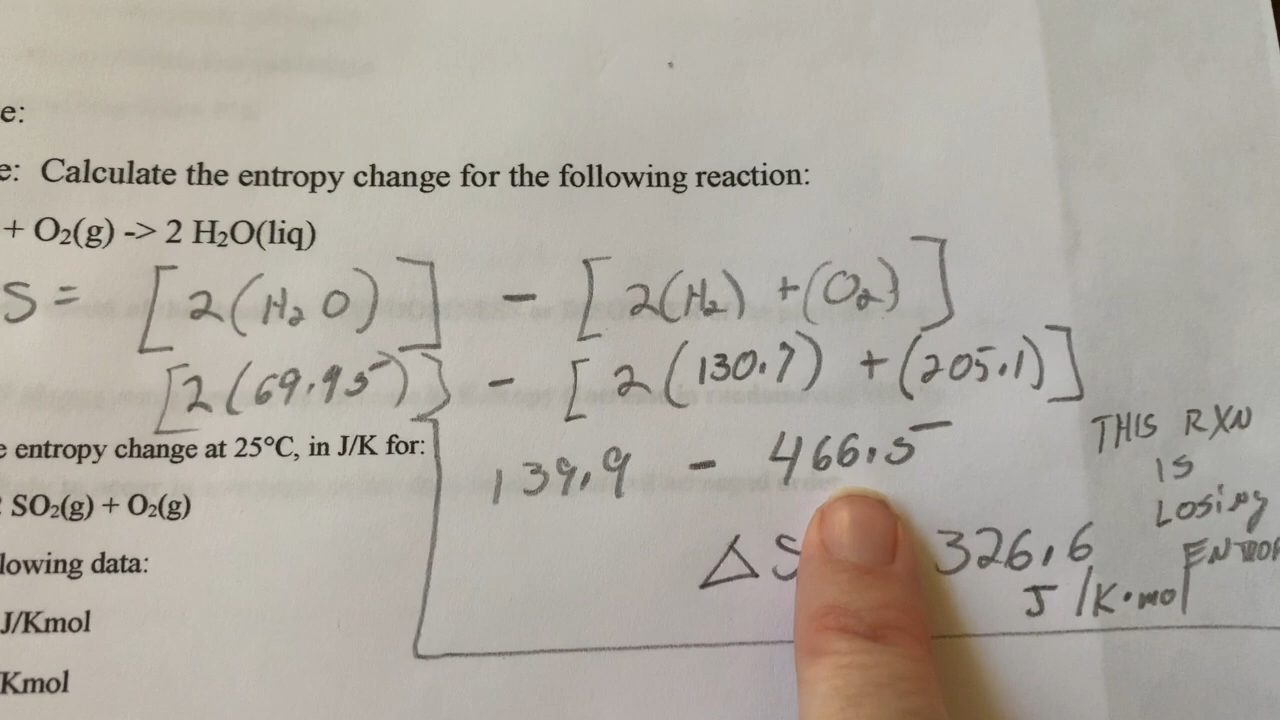 e:
e: Calculate the entropy change for the following reaction:
+ O₂(g) -> 2 H₂O(liq)
S = [2(H₂O)] - [2(H₂) + (O₂)]
[2(69.95)] - [2(130.7) + (205.1)]
139.9 - 466.5
ΔS 326.6
J/K·mol
THIS RXN
IS
LOSING
ENTROP
e entropy change at 25°C, in J/K for:
SO₂(g) + O₂(g)
lowing data:
J/Kmol
Kmol